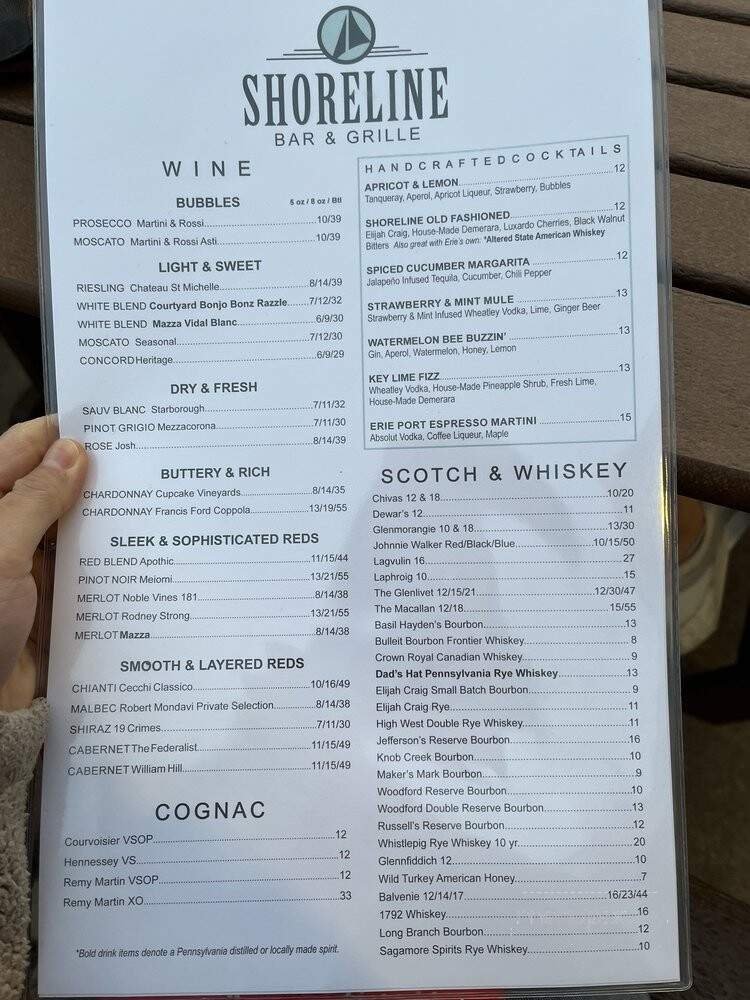 SHORELINE
BAR & GRILLE
WINE
BUBBLES 5 oz / 8 oz / Btl
PROSECCO Martini & Rossi..........10/39
MOSCATO Martini & Rossi Asti..........10/39
LIGHT & SWEET
RIESLING Chateau St Michelle..........8/14/39
WHITE BLEND Courtyard Bonjo Bonz Razzle..........7/12/32
WHITE BLEND Mazza Vidal Blanc..........6/9/30
MOSCATO Seasonal..........7/12/30
CONCORD Heritage..........6/9/29
DRY & FRESH
SAUV BLANC Starborough..........7/11/32
PINOT GRIGIO Mezzacorona..........7/11/30
ROSE Josh..........8/14/39
BUTTERY & RICH
CHARDONNAY Cupcake Vineyards..........8/14/35
CHARDONNAY Francis Ford Coppola..........13/19/55
SLEEK & SOPHISTICATED REDS
RED BLEND Apothic..........11/15/44
PINOT NOIR Meiomi..........13/21/55
MERLOT Noble Vines 181..........8/14/38
MERLOT Rodney Strong..........13/21/55
MERLOT Mazza..........8/14/38
SMOOTH & LAYERED REDS
CHIANTI Cecchi Classico..........10/16/49
MALBEC Robert Mondavi Private Selection..........8/14/38
SHIRAZ 19 Crimes..........7/11/30
CABERNET The Federalist..........11/15/49
CABERNET William Hill..........11/15/49
COGNAC
Courvoisier VSOP..........12
Hennessey VS..........12
Remy Martin VSOP..........12
Remy Martin XO..........33
*Bold drink items denote a Pennsylvania distilled or locally made spirit.
HANDCRAFTED COCKTAILS
APRICOT & LEMON..........12
Tanqueray, Aperol, Apricot Liqueur, Strawberry, Bubbles
SHORELINE OLD FASHIONED..........12
Elijah Craig, House-Made Demerara, Luxardo Cherries, Black Walnut
Bitters Also great with Erie's own: *Altered State American Whiskey
SPICED CUCUMBER MARGARITA..........12
Jalapeño Infused Tequila, Cucumber, Chili Pepper
STRAWBERRY & MINT MULE..........13
Strawberry & Mint Infused Wheatley Vodka, Lime, Ginger Beer
WATERMELON BEE BUZZIN'..........13
Gin, Aperol, Watermelon, Honey, Lemon
KEY LIME FIZZ..........13
Wheatley Vodka, House-Made Pineapple Shrub, Fresh Lime,
House-Made Demerara
ERIE PORT ESPRESSO MARTINI..........15
Absolut Vodka, Coffee Liqueur, Maple
SCOTCH & WHISKEY
Chivas 12 & 18..........10/20
Dewar's 12..........11
Glenmorangie 10 & 18..........13/30
Johnnie Walker Red/Black/Blue..........10/15/50
Lagvulin 16..........27
Laphroig 10..........15
The Glenlivet 12/15/21..........12/30/47
The Macallan 12/18..........15/55
Basil Hayden's Bourbon..........13
Bulleit Bourbon Frontier Whiskey..........8
Crown Royal Canadian Whiskey..........9
Dad's Hat Pennsylvania Rye Whiskey..........13
Elijah Craig Small Batch Bourbon..........9
Elijah Craig Rye..........11
High West Double Rye Whiskey..........11
Jefferson's Reserve Bourbon..........16
Knob Creek Bourbon..........10
Maker's Mark Bourbon..........9
Woodford Reserve Bourbon..........10
Woodford Double Reserve Bourbon..........13
Russell's Reserve Bourbon..........12
Whistlepig Rye Whiskey 10 yr..........20
Glennfiddich 12..........10
Wild Turkey American Honey..........7
Balvenie 12/14/17..........16/23/44
1792 Whiskey..........16
Long Branch Bourbon..........12
Sagamore Spirits Rye Whiskey..........10